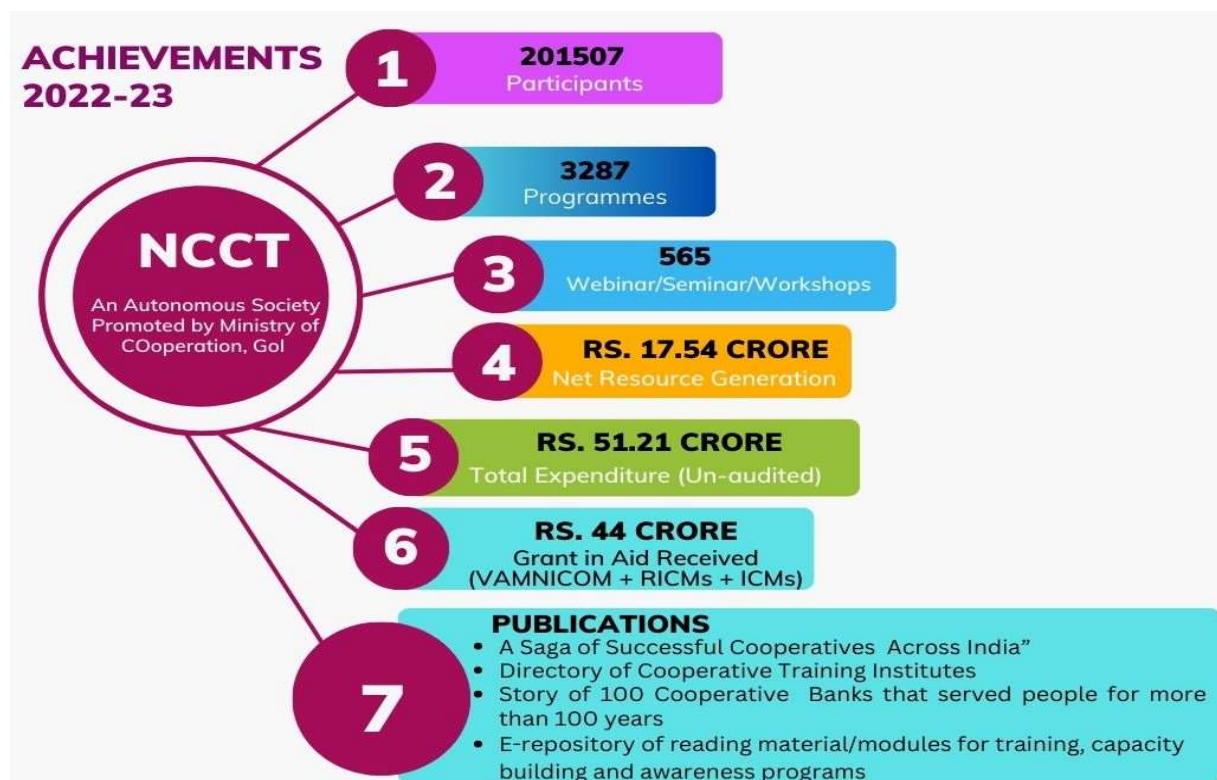 ACHIEVEMENTS
2022-23
1
201507
Participants
2
3287
Programmes
3
565
Webinar/Seminar/Workshops
NCCT
An Autonomous Society
Promoted by Ministry of
COoperation, GoI
4
RS. 17.54 CRORE
Net Resource Generation
5
RS. 51.21 CRORE
Total Expenditure (Un-audited)
6
RS. 44 CRORE
Grant in Aid Received
(VAMNICOM + RICMs + ICMs)
7
PUBLICATIONS
• A Saga of Successful Cooperatives Across India”
• Directory of Cooperative Training Institutes
• Story of 100 Cooperative Banks that served people for more
than 100 years
• E-repository of reading material/modules for training, capacity
building and awareness programs